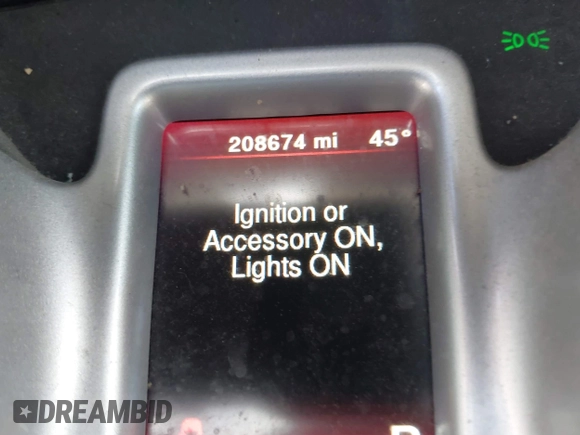 208674 mi 45°
Ignition or
Accessory ON,
Lights ON
DREAMBID